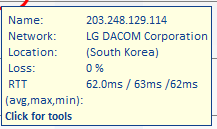 Name: 203.248.129.114
Network: LG DACOM Corporation
Location: (South Korea)
Loss: 0 %
RTT 62.0ms / 63ms /62ms
(avg,max,min):
Click for tools